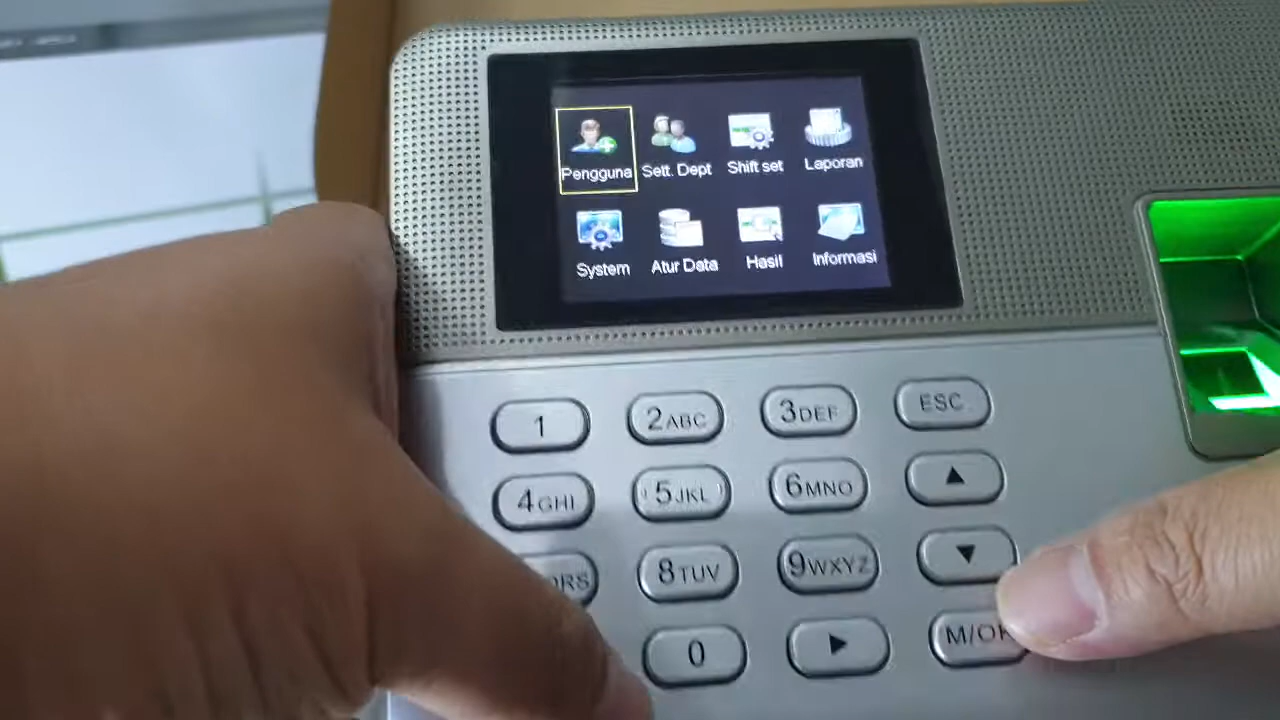 Pengguna Sett. Dept Shift set Laporan
System Atur Data Hasil Informasi
1 2ABC 3DEF ESC
4GHI 5JKL 6MNO ▲
8TUV 9WXYZ ▼
0 ▶ M/OK